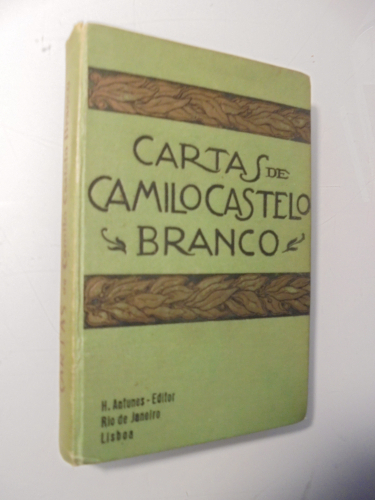 CARTAS DE
CAMILO CASTELO
BRANCO
H. Antunes - Editor
Rio de Janeiro
Lisboa